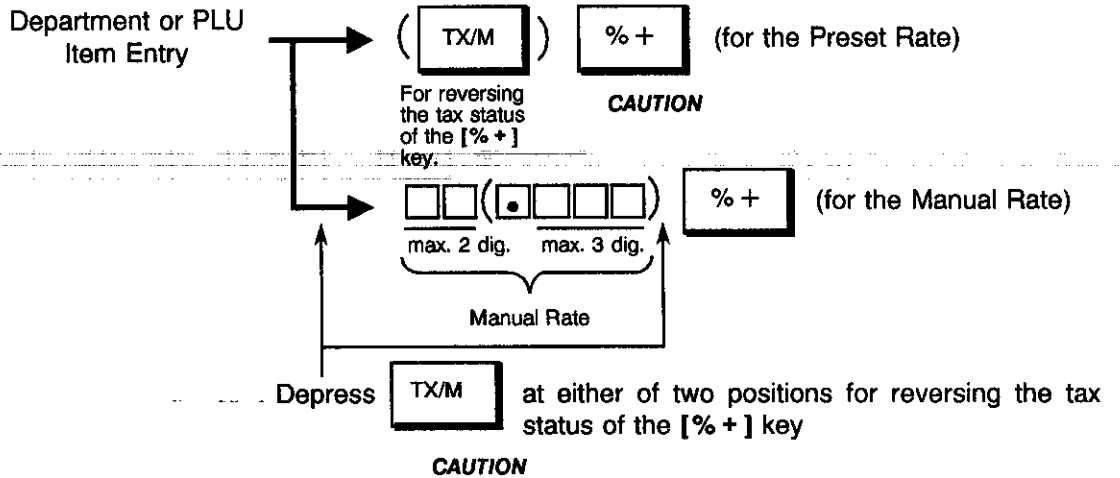 Department or PLU
Item Entry
( TX/M ) % + (for the Preset Rate)
For reversing
the tax status
of the [% + ]
key.
CAUTION
( . ) % + (for the Manual Rate)
max. 2 dig. max. 3 dig.
Manual Rate
Depress TX/M at either of two positions for reversing the tax
status of the [% + ] key
CAUTION